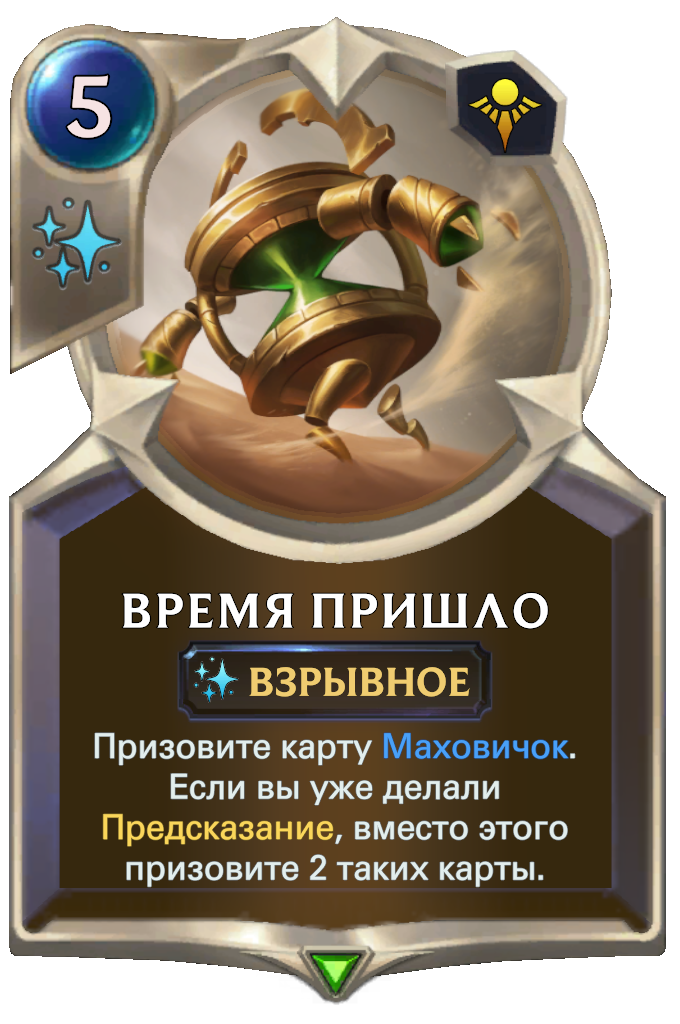 5
ВРЕМЯ ПРИШЛО
ВЗРЫВНОЕ
Призовите карту Маховичок.
Если вы уже делали
Предсказание, вместо этого
призовите 2 таких карты.